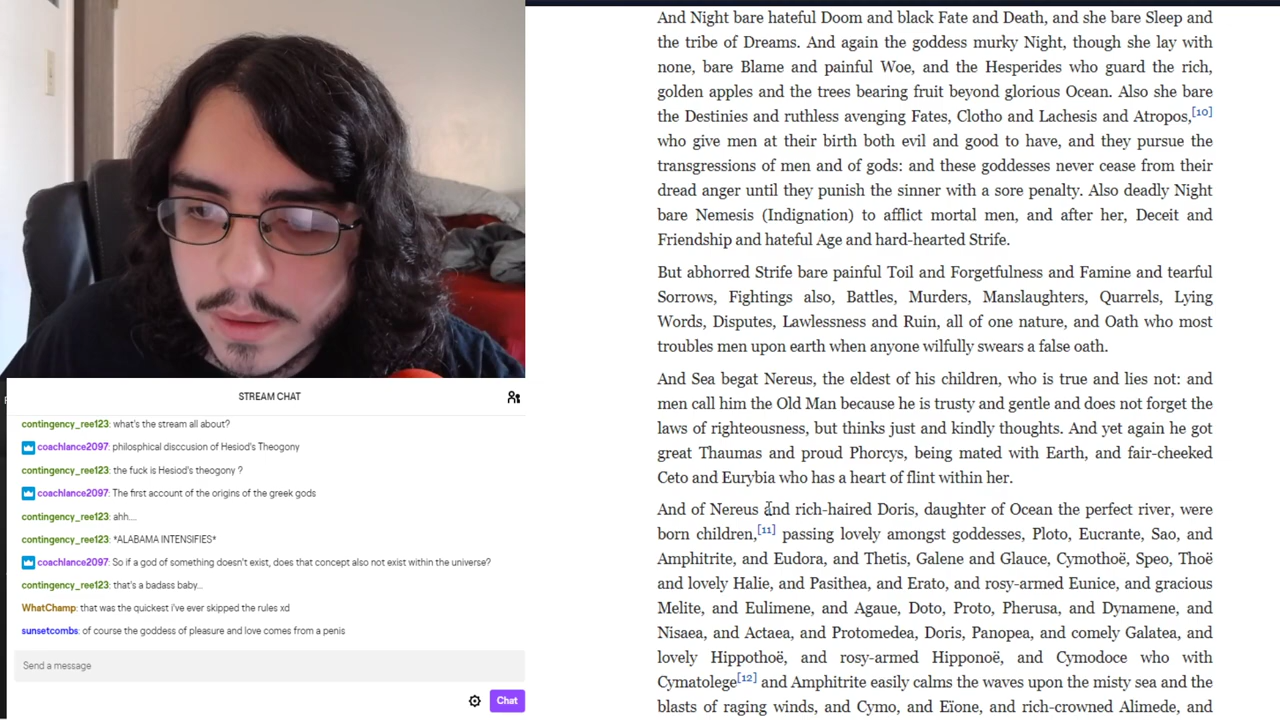 STREAM CHAT
contingency_ree123: what's the stream all about?
coachlance2097: philosphical disccusion of Hesiod's Theogony
contingency_ree123: the fuck is Hesiod's theogony ?
coachlance2097: The first account of the origins of the greek gods
contingency_ree123: ahh....
contingency_ree123: *ALABAMA INTENSIFIES*
coachlance2097: So if a god of something doesn't exist, does that concept also not exist within the universe?
contingency_ree123: that's a badass baby...
WhatChamp: that was the quickest i've ever skipped the rules xd
sunsetcombs: of course the goddess of pleasure and love comes from a penis
Send a message
Chat
And Night bare hateful Doom and black Fate and Death, and she bare Sleep and
the tribe of Dreams. And again the goddess murky Night, though she lay with
none, bare Blame and painful Woe, and the Hesperides who guard the rich,
golden apples and the trees bearing fruit beyond glorious Ocean. Also she bare
the Destinies and ruthless avenging Fates, Clotho and Lachesis and Atropos,[10]
who give men at their birth both evil and good to have, and they pursue the
transgressions of men and of gods: and these goddesses never cease from their
dread anger until they punish the sinner with a sore penalty. Also deadly Night
bare Nemesis (Indignation) to afflict mortal men, and after her, Deceit and
Friendship and hateful Age and hard-hearted Strife.
But abhorred Strife bare painful Toil and Forgetfulness and Famine and tearful
Sorrows, Fightings also, Battles, Murders, Manslaughters, Quarrels, Lying
Words, Disputes, Lawlessness and Ruin, all of one nature, and Oath who most
troubles men upon earth when anyone wilfully swears a false oath.
And Sea begat Nereus, the eldest of his children, who is true and lies not: and
men call him the Old Man because he is trusty and gentle and does not forget the
laws of righteousness, but thinks just and kindly thoughts. And yet again he got
great Thaumas and proud Phorcys, being mated with Earth, and fair-cheeked
Ceto and Eurybia who has a heart of flint within her.
And of Nereus and rich-haired Doris, daughter of Ocean the perfect river, were
born children,[11] passing lovely amongst goddesses, Ploto, Eucrante, Sao, and
Amphitrite, and Eudora, and Thetis, Galene and Glauce, Cymothoë, Speo, Thoë
and lovely Halie, and Pasithea, and Erato, and rosy-armed Eunice, and gracious
Melite, and Eulimene, and Agaue, Doto, Proto, Pherusa, and Dynamene, and
Nisaea, and Actaea, and Protomedea, Doris, Panopea, and comely Galatea, and
lovely Hippothoë, and rosy-armed Hipponoë, and Cymodoce who with
Cymatolege[12] and Amphitrite easily calms the waves upon the misty sea and the
blasts of raging winds, and Cymo, and Eïone, and rich-crowned Alimede, and